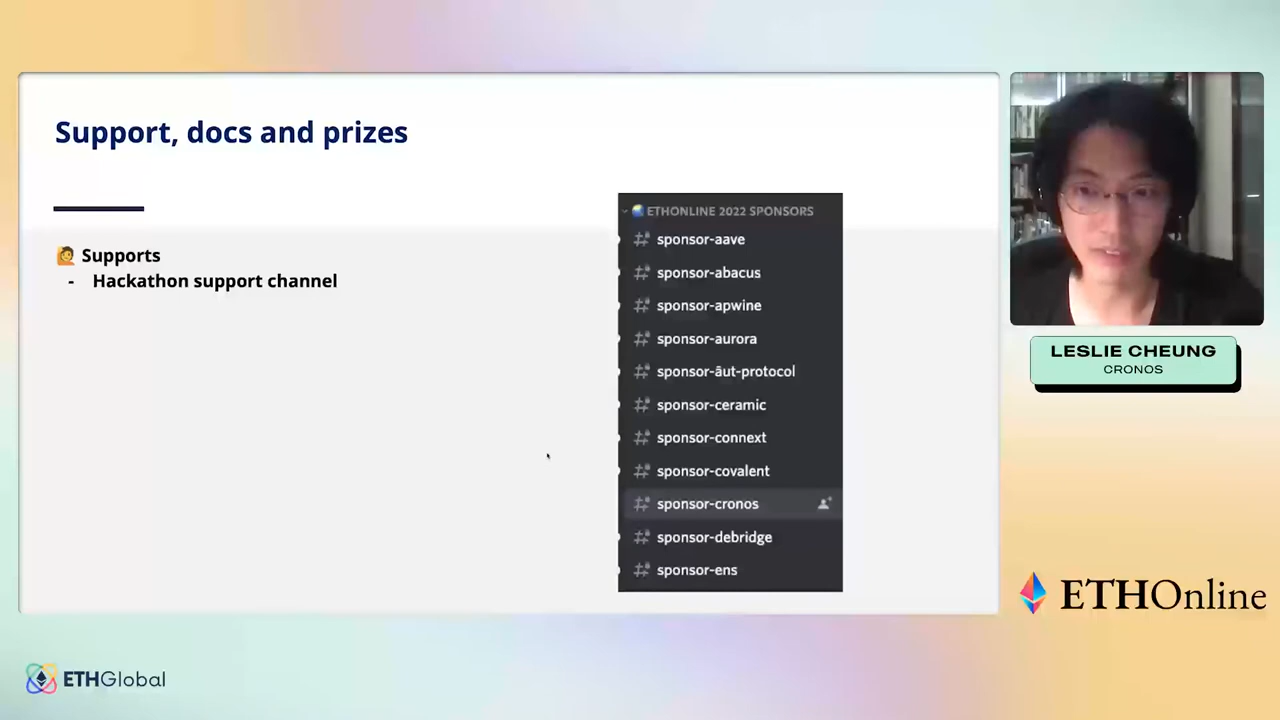 Support, docs and prizes
🙋 Supports
- Hackathon support channel
ETHONLINE 2022 SPONSORS
sponsor-aave
sponsor-abacus
sponsor-apwine
sponsor-aurora
sponsor-āut-protocol
sponsor-ceramic
sponsor-connext
sponsor-covalent
sponsor-cronos
sponsor-debridge
sponsor-ens
LESLIE CHEUNG
CRONOS
ETHOnline
ETHGlobal